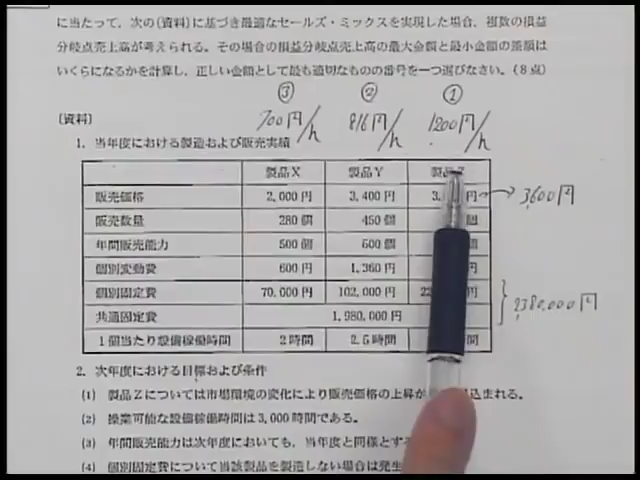 に当たって、次の(資料)に基づき最適なセールズ・ミックスを実現した場合、複数の損益
分岐点売上高が考えられる。その場合の損益分岐点売上高の最大金額と最小金額の差額は
いくらになるかを計算し、正しい金額として最も適切なものの番号を一つ選びなさい。(8点)
③ ② ①
〔資料〕 700円/h 816円/h 1200円/h
1. 当年度における製造および販売実績
製品X 製品Y 製品
販売価格 2,000円 3,400円 3, 円 → 3,600円
販売数量 280個 450個 個
年間販売能力 500個 600個 個
個別変動費 600円 1,360円 円
個別固定費 70,000円 102,000円 円
共通固定費 1,980,000円 2,380,000円
1個当たり設備稼働時間 2時間 2.5時間 間
2. 次年度における目標および条件
(1) 製品Zについては市場環境の変化により販売価格の上昇が 込まれる。
(2) 操業可能な設備稼働時間は3,000時間である。
(3) 年間販売能力は次年度においても、当年度と同様とす
(4) 個別固定費について当該製品を製造しない場合は発生